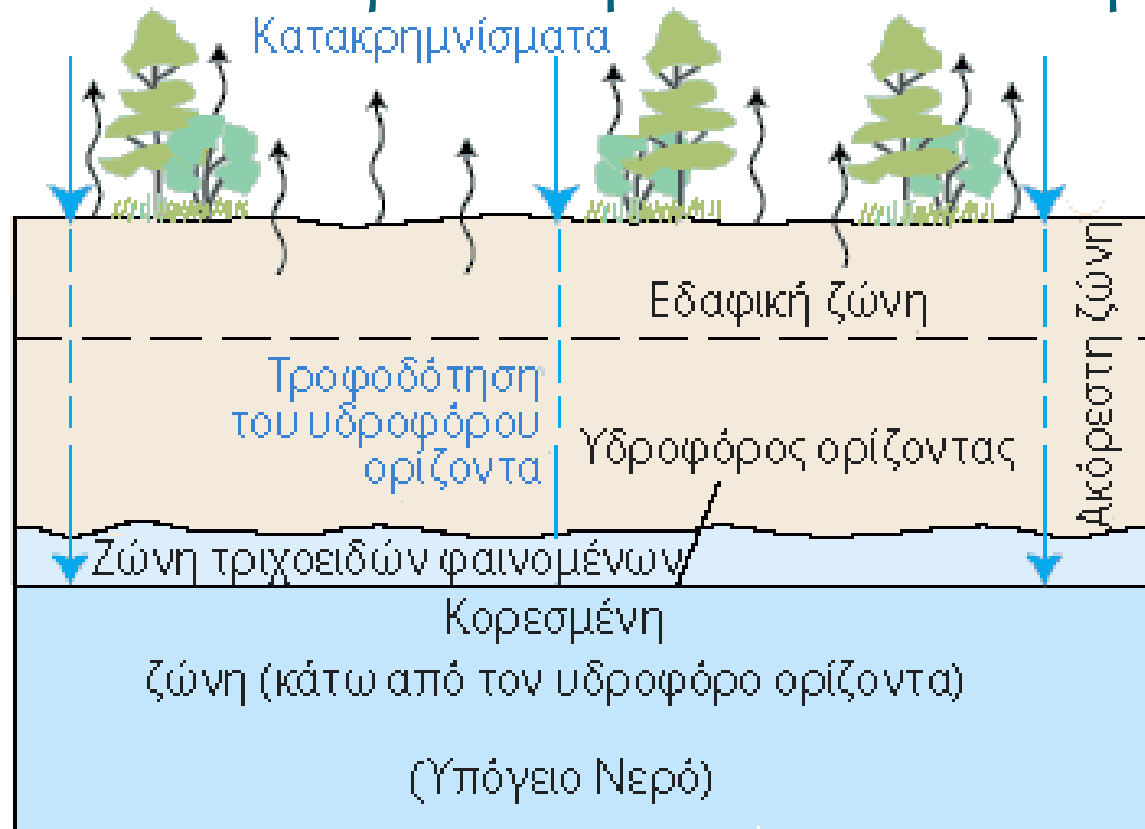 Κατακρημνίσματα
Εδαφική ζώνη
Ακόρεστη ζώνη
Τροφοδότηση
του υδροφόρου
ορίζοντα
Υδροφόρος ορίζοντας
Ζώνη τριχοειδών φαινομένων
Κορεσμένη
ζώνη (κάτω από τον υδροφόρο ορίζοντα)
(Υπόγειο Νερό)